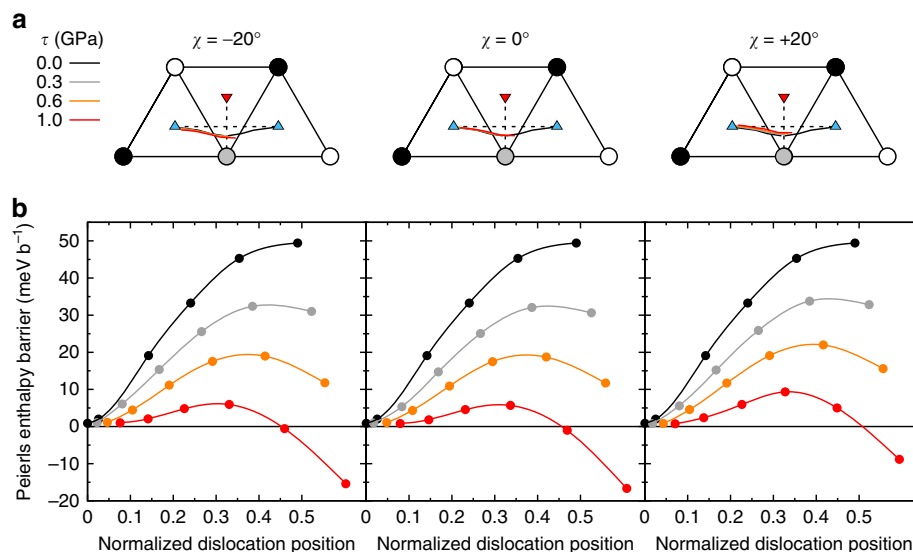 a
τ (GPa)
0.0
0.3
0.6
1.0
χ = –20°
χ = 0°
χ = +20°
b
Peierls enthalpy barrier (meV b⁻¹)
50
40
30
20
10
0
−10
−20
0 0.1 0.2 0.3 0.4 0.5
0 0.1 0.2 0.3 0.4 0.5
0 0.1 0.2 0.3 0.4 0.5
Normalized dislocation position
Normalized dislocation position
Normalized dislocation position